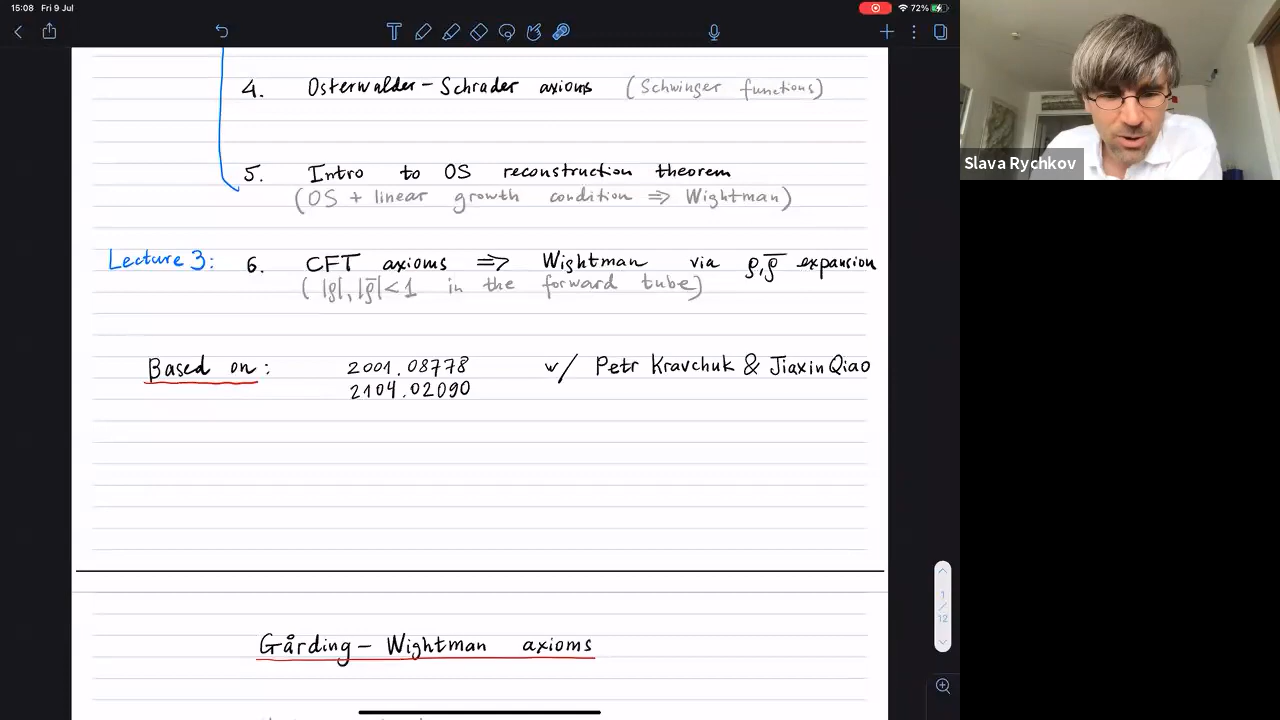 15:08 Fri 9 Jul
72%
4. Osterwalder – Schrader axioms (Schwinger functions)
Slava Rychkov
5. Intro to OS reconstruction theorem
(OS + linear growth condition ⇒ Wightman)
Lecture 3: 6. CFT axioms ⇒ Wightman via ρ,ρ̄ expansion
(|ρ|,|ρ̄|<1 in the forward tube)
Based on: 2001.08778 w/ Petr Kravchuk & Jiaxin Qiao
2104.02090
1
/
12
Gårding – Wightman axioms